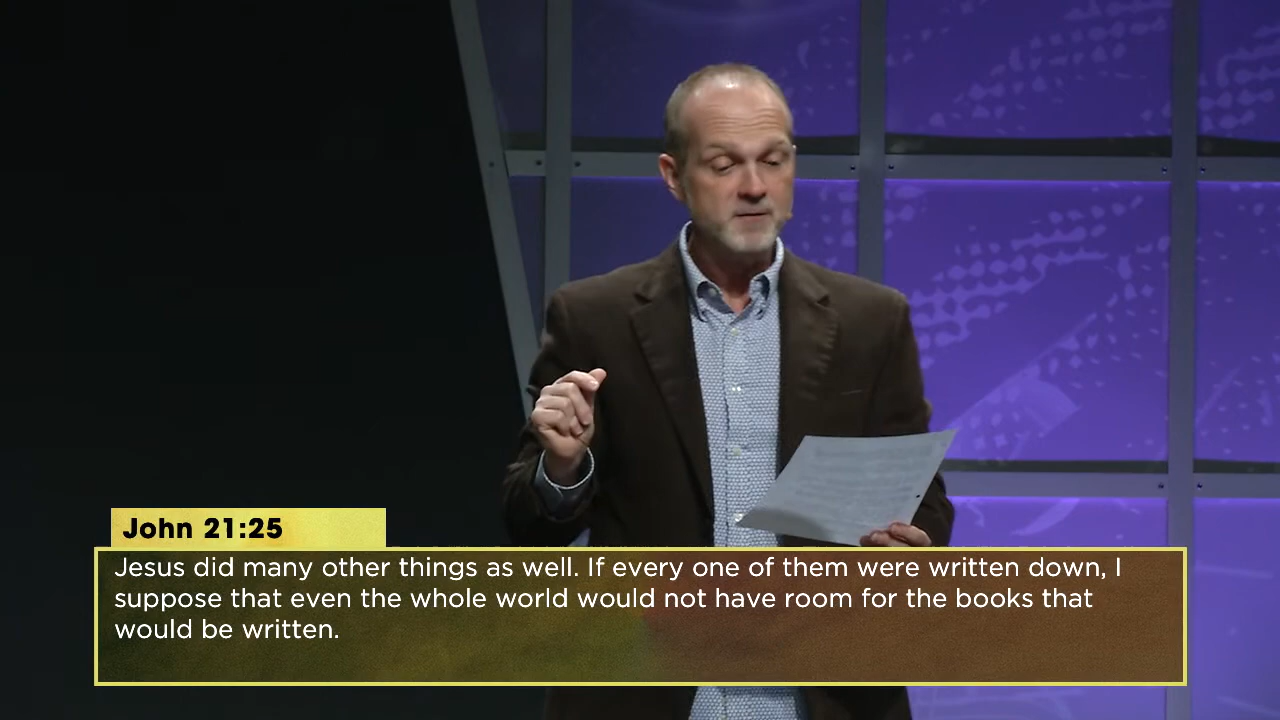 John 21:25
Jesus did many other things as well. If every one of them were written down, I
suppose that even the whole world would not have room for the books that
would be written.